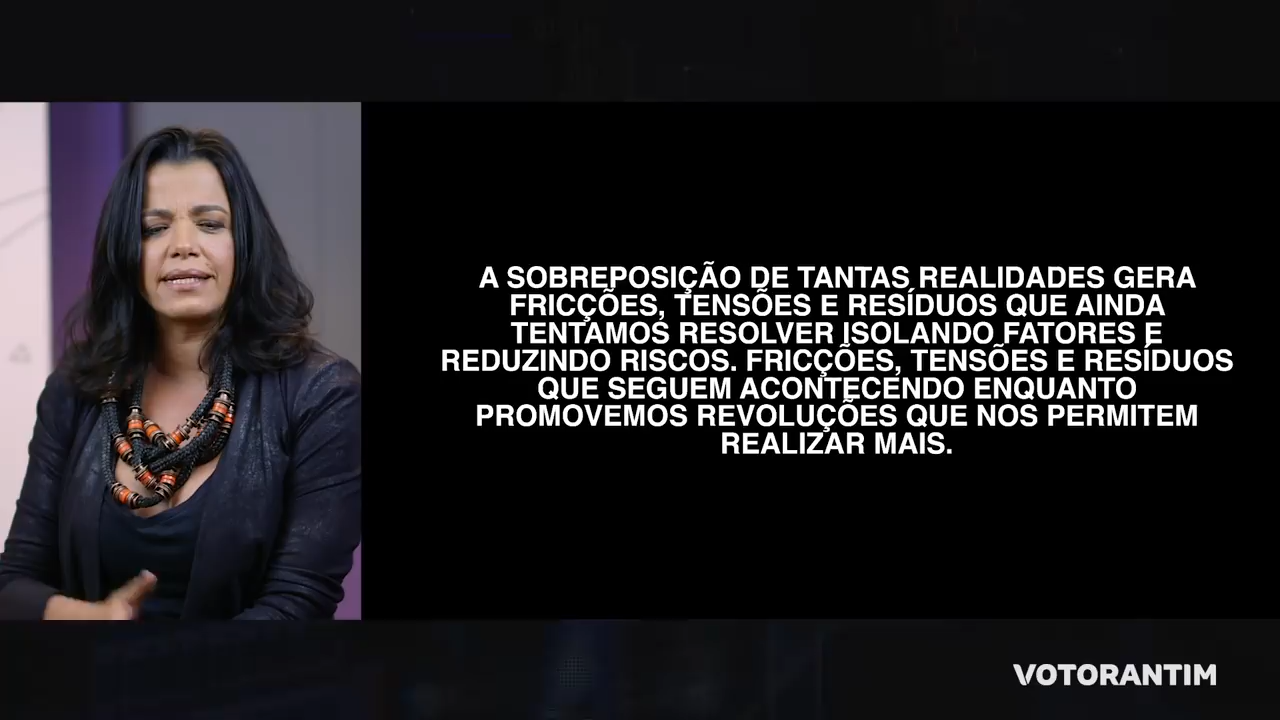 A SOBREPOSIÇÃO DE TANTAS REALIDADES GERA
FRICÇÕES, TENSÕES E RESÍDUOS QUE AINDA
TENTAMOS RESOLVER ISOLANDO FATORES E
REDUZINDO RISCOS. FRICÇÕES, TENSÕES E RESÍDUOS
QUE SEGUEM ACONTECENDO ENQUANTO
PROMOVEMOS REVOLUÇÕES QUE NOS PERMITEM
REALIZAR MAIS.
VOTORANTIM